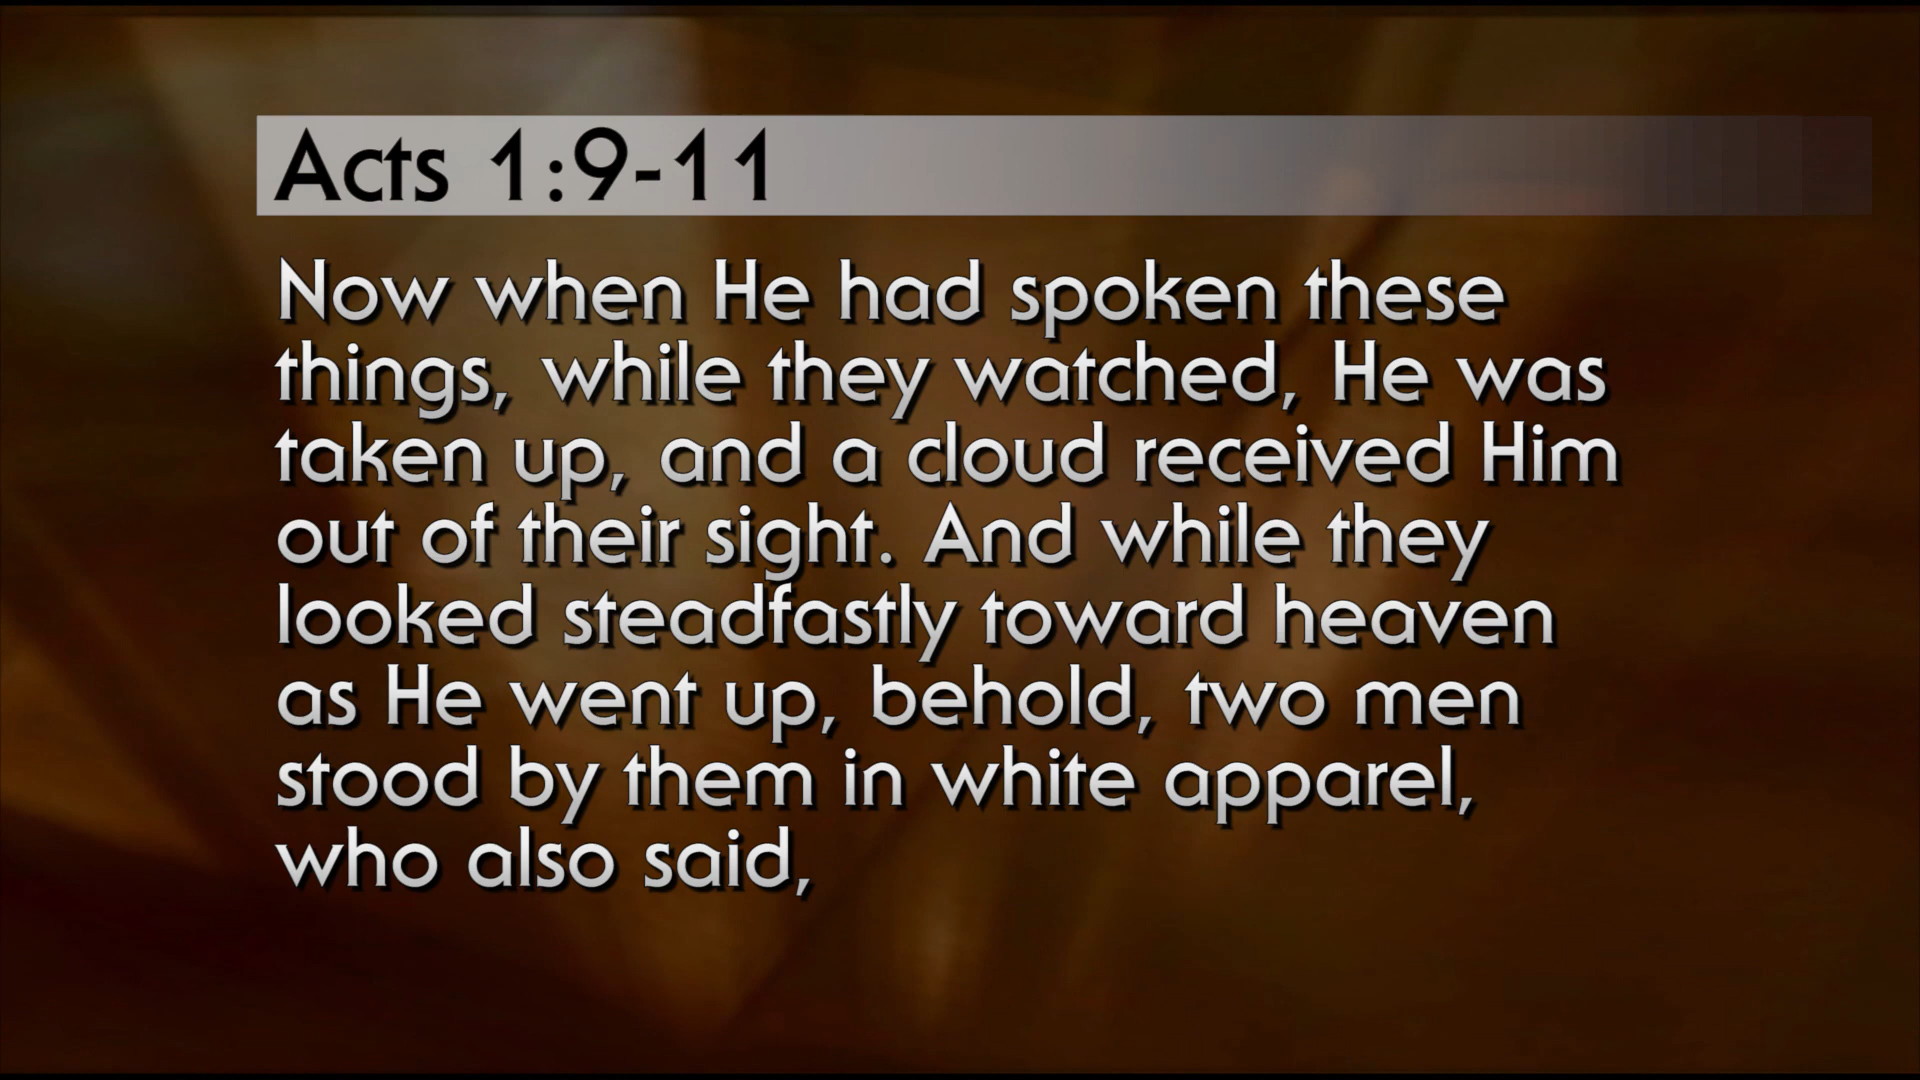 Acts 1:9-11
Now when He had spoken these
things, while they watched, He was
taken up, and a cloud received Him
out of their sight. And while they
looked steadfastly toward heaven
as He went up, behold, two men
stood by them in white apparel,
who also said,